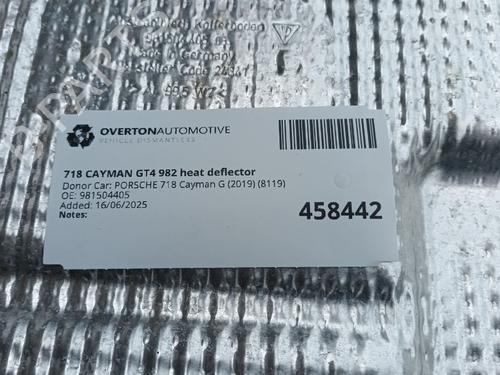 Made in Germany
OVERTONAUTOMOTIVE
VEHICLE DISMANTLERS
718 CAYMAN GT4 982 heat deflector
Donor Car: PORSCHE 718 Cayman G (2019) (8119)
OE: 981504405
Added: 16/06/2025
Notes:
458442